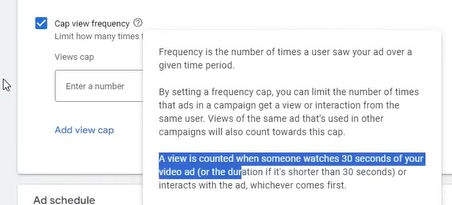 Cap view frequency
Limit how many times
Views cap
Enter a number
Add view cap
Ad schedule
Frequency is the number of times a user saw your ad over a
given time period.
By setting a frequency cap, you can limit the number of times
that ads in a campaign get a view or interaction from the
same user. Views of the same ad that's used in other
campaigns will also count towards this cap.
A view is counted when someone watches 30 seconds of your
video ad (or the duration if it's shorter than 30 seconds) or
interacts with the ad, whichever comes first.